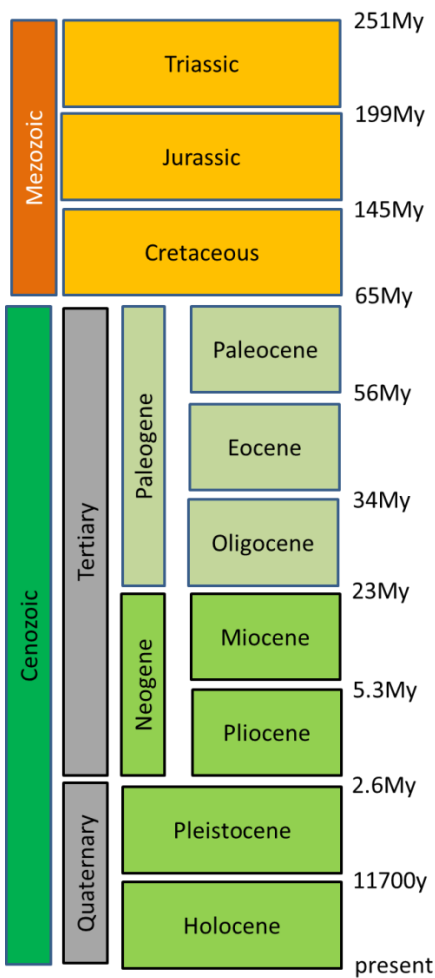 251My
Mezozoic
Triassic
199My
Jurassic
145My
Cretaceous
65My
Cenozoic
Tertiary
Paleogene
Paleocene
56My
Eocene
34My
Oligocene
23My
Neogene
Miocene
5.3My
Pliocene
2.6My
Quaternary
Pleistocene
11700y
Holocene
present